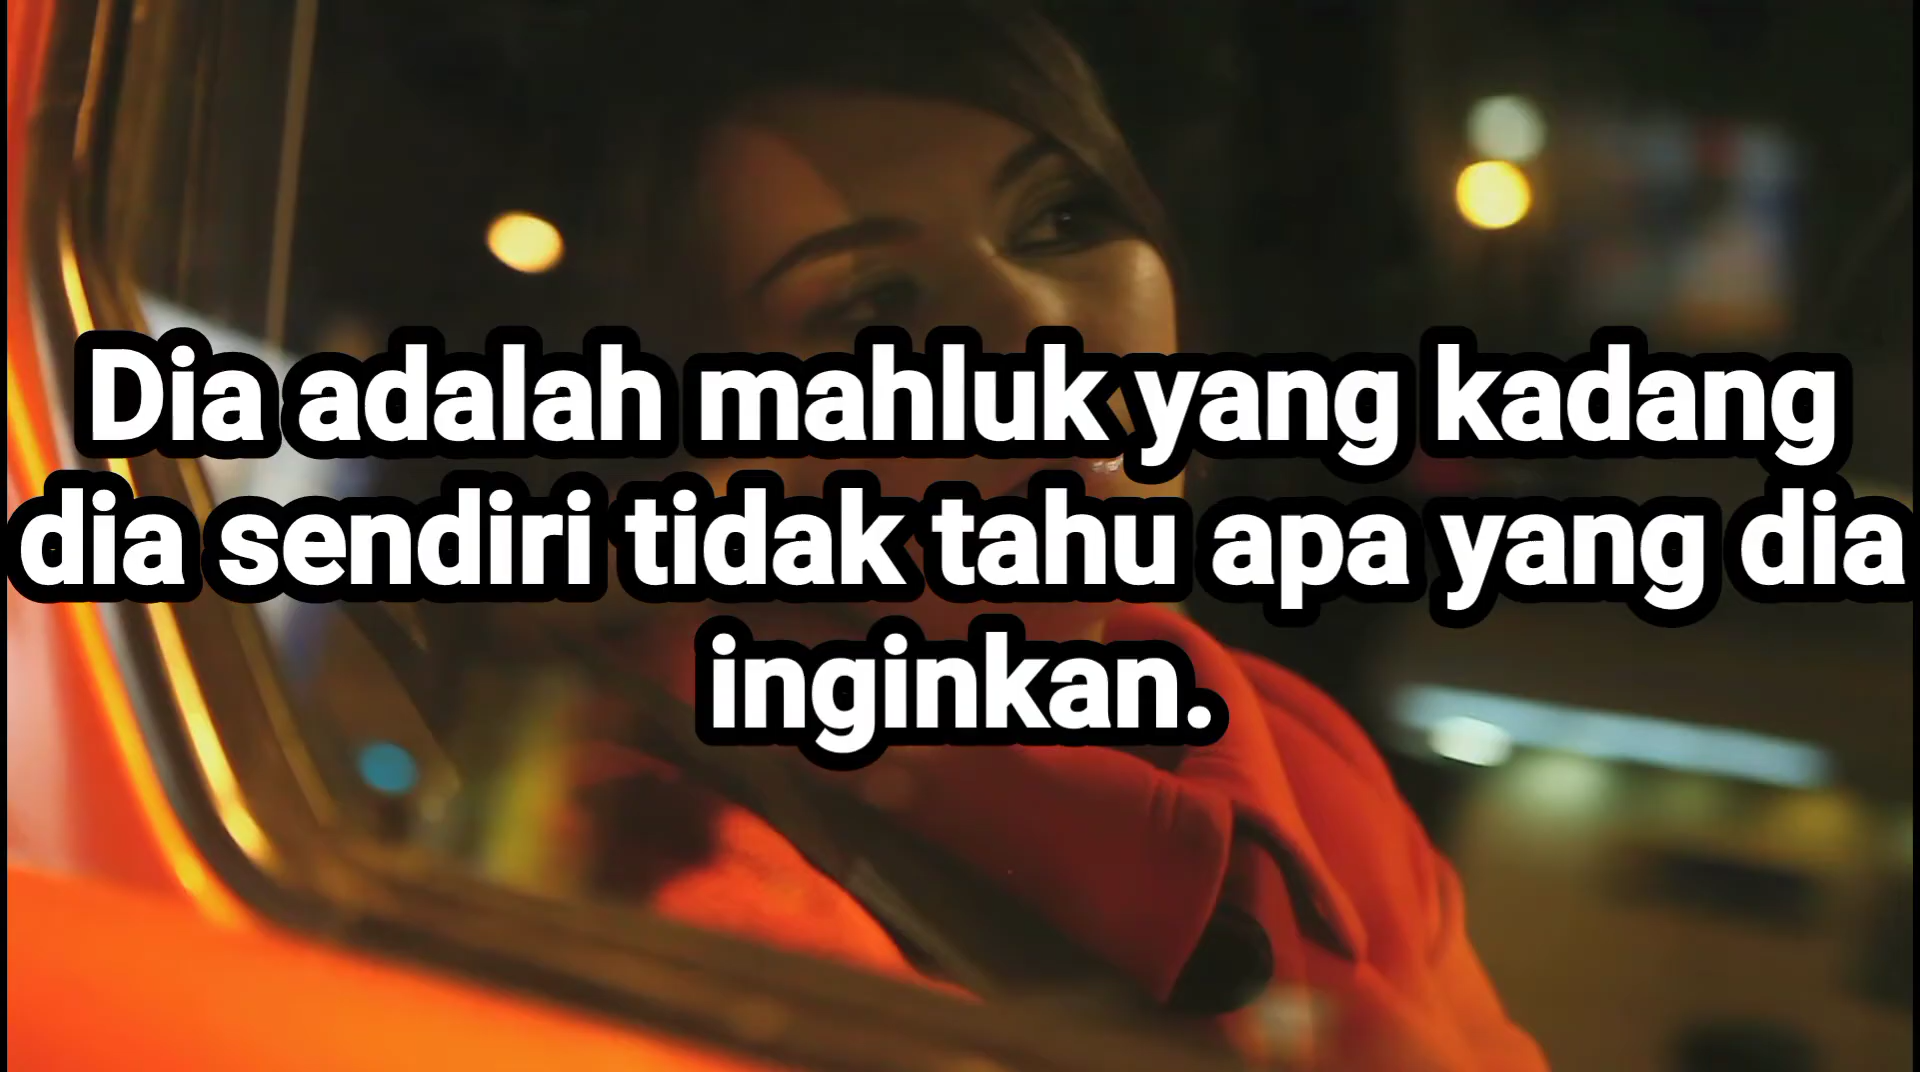 Dia adalah mahluk yang kadang
dia sendiri tidak tahu apa yang dia
inginkan.